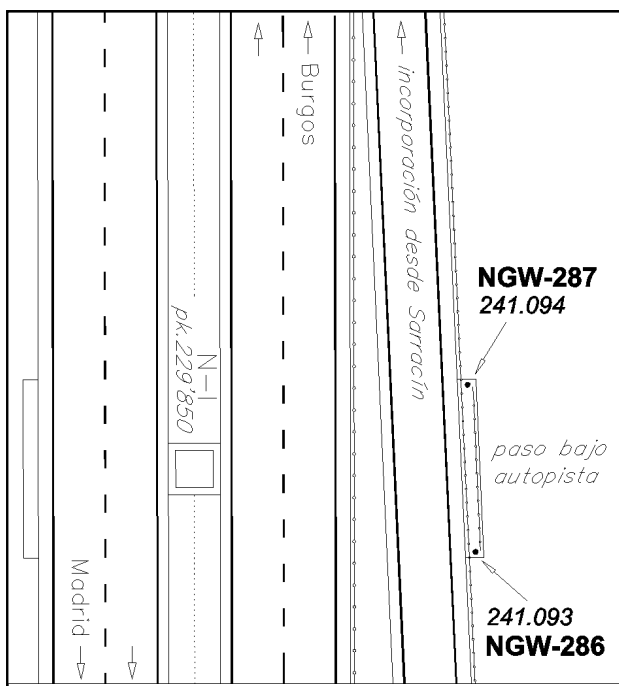 Burgos
incorporación desde Sarracín
NGW-287
241.094
N-I
pk.229'850
paso bajo
autopista
Madrid
241.093
NGW-286